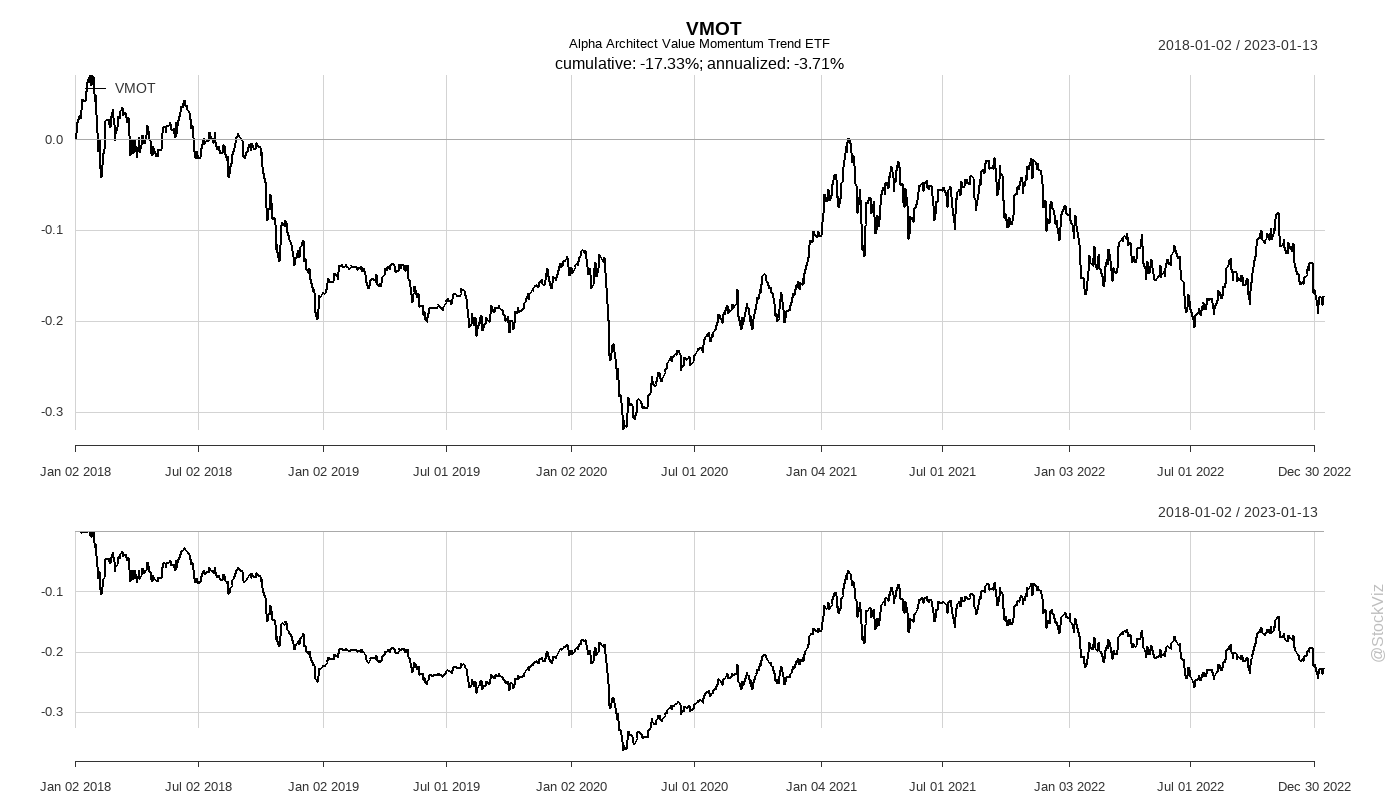 VMOT
Alpha Architect Value Momentum Trend ETF
cumulative: -17.33%; annualized: -3.71%
2018-01-02 / 2023-01-13
VMOT
0.0
-0.1
-0.2
-0.3
Jan 02 2018 Jul 02 2018 Jan 02 2019 Jul 01 2019 Jan 02 2020 Jul 01 2020 Jan 04 2021 Jul 01 2021 Jan 03 2022 Jul 01 2022 Dec 30 2022
2018-01-02 / 2023-01-13
-0.1
-0.2
-0.3
Jan 02 2018 Jul 02 2018 Jan 02 2019 Jul 01 2019 Jan 02 2020 Jul 01 2020 Jan 04 2021 Jul 01 2021 Jan 03 2022 Jul 01 2022 Dec 30 2022
@StockViz